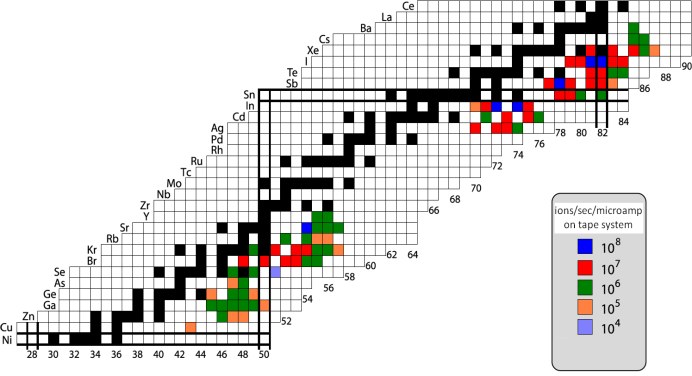 Ce
La
Ba
Cs
Xe
I
Te
Sb
Sn
In
Cd
Ag
Pd
Rh
Ru
Tc
Mo
Nb
Zr
Y
Sr
Rb
Kr
Br
Se
As
Ge
Ga
Zn
Cu
Ni
28 30 32 34 36 38 40 42 44 46 48 50
52
54
56
58
60
62 64
66
68
70
72
74
76
78 80 82
84
86
88
90
ions/sec/microamp
on tape system
10⁸
10⁷
10⁶
10⁵
10⁴